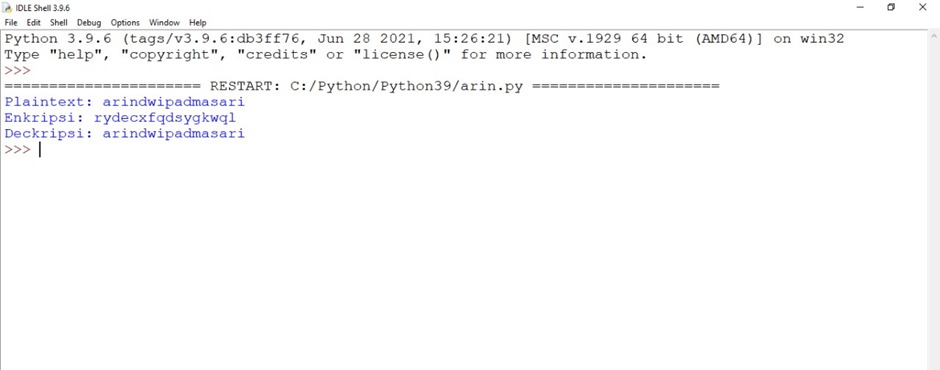 IDLE Shell 3.9.6
File Edit Shell Debug Options Window Help
Python 3.9.6 (tags/v3.9.6:db3ff76, Jun 28 2021, 15:26:21) [MSC v.1929 64 bit (AMD64)] on win32
Type "help", "copyright", "credits" or "license()" for more information.
>>>
====================== RESTART: C:/Python/Python39/arin.py =====================
Plaintext: arindwipadmasari
Enkripsi: rydecxfqdsygkwql
Deckripsi: arindwipadmasari
>>>